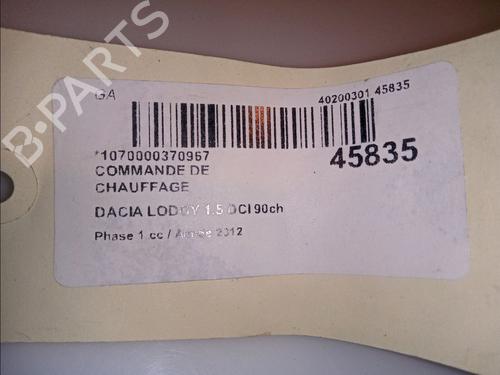 B-PARTS
GA
40200301 45835
*1070000370967
45835
COMMANDE DE
CHAUFFAGE
DACIA LODGY 1.5 DCI 90ch
Phase 1 cc / Année 2012